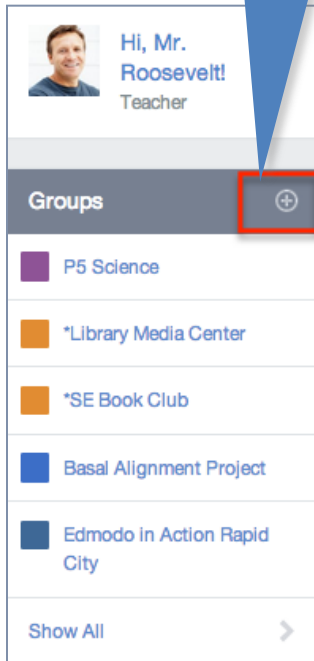 Hi, Mr.
Roosevelt!
Teacher
Groups
P5 Science
*Library Media Center
*SE Book Club
Basal Alignment Project
Edmodo in Action Rapid
City
Show All